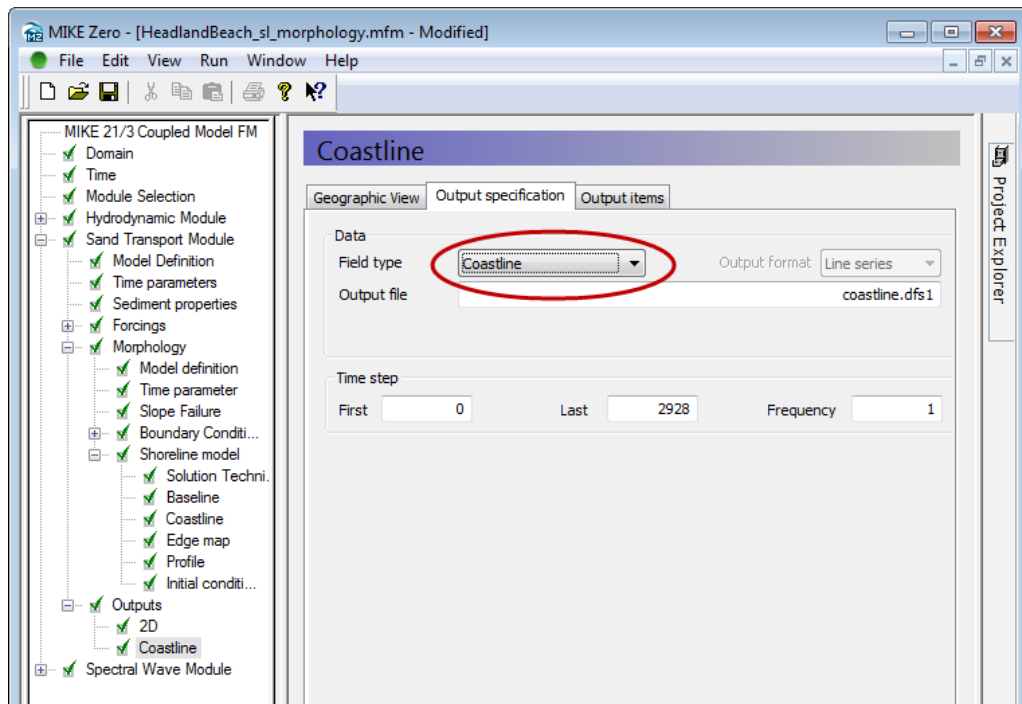 MIKE Zero - [HeadlandBeach_sl_morphology.mfm - Modified]
File Edit View Run Window Help
MIKE 21/3 Coupled Model FM
Domain
Time
Module Selection
Hydrodynamic Module
Sand Transport Module
Model Definition
Time parameters
Sediment properties
Forcings
Morphology
Model definition
Time parameter
Slope Failure
Boundary Conditi...
Shoreline model
Solution Techni.
Baseline
Coastline
Edge map
Profile
Initial conditi...
Outputs
2D
Coastline
Spectral Wave Module
Coastline
Geographic View Output specification Output items
Data
Field type Coastline Output format Line series
Output file coastline.dfs1
Time step
First 0 Last 2928 Frequency 1
Project Explorer